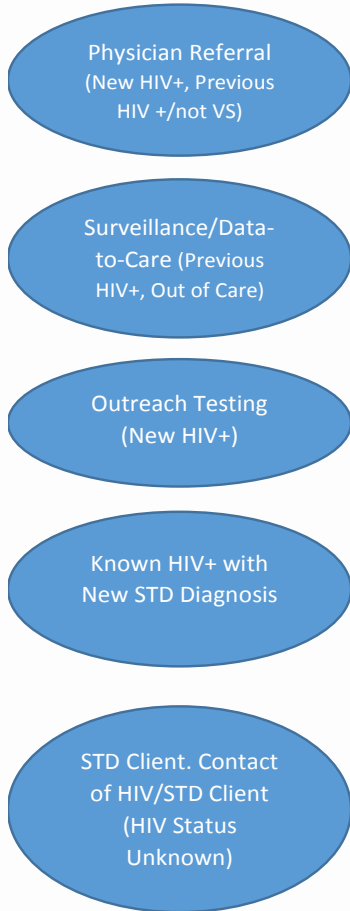 Physician Referral
(New HIV+, Previous
HIV +/not VS)
Surveillance/Data-
to-Care (Previous
HIV+, Out of Care)
Outreach Testing
(New HIV+)
Known HIV+ with
New STD Diagnosis
STD Client. Contact
of HIV/STD Client
(HIV Status
Unknown)